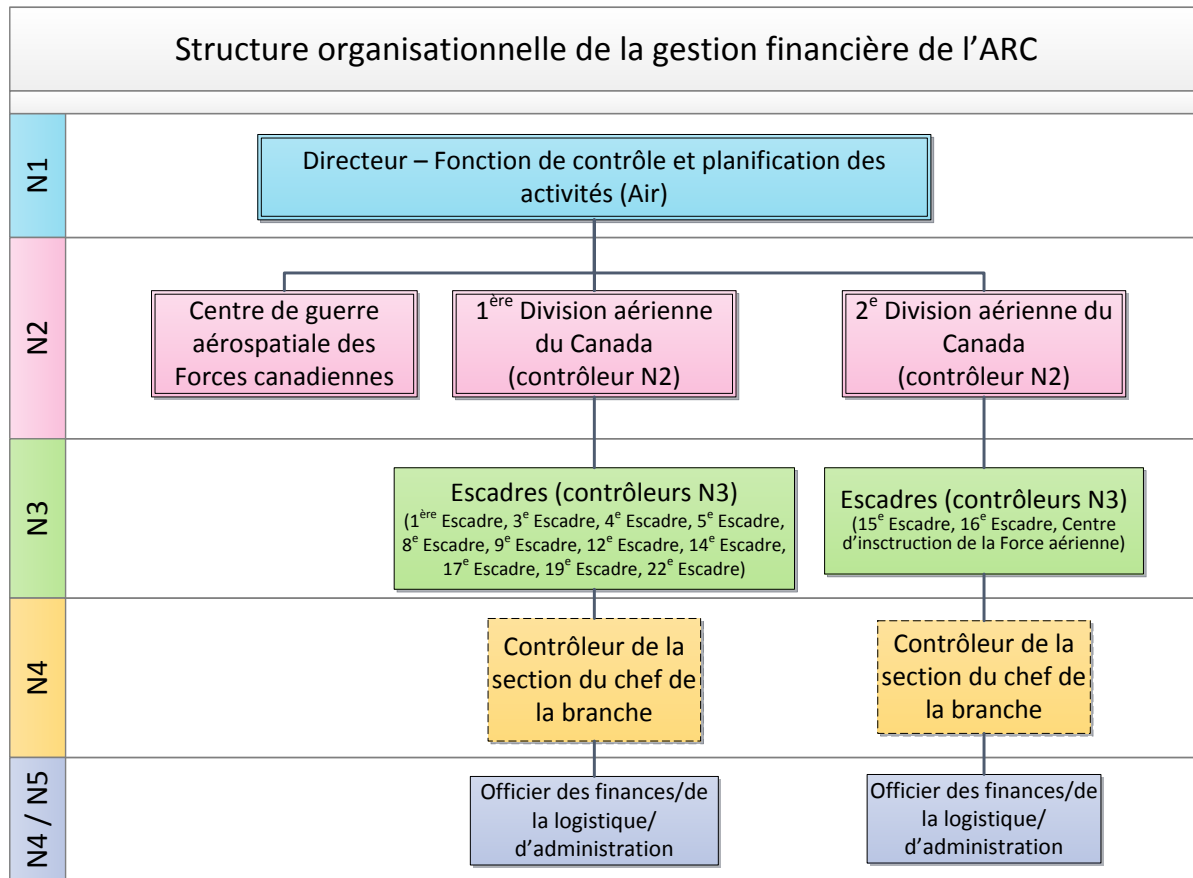 Structure organisationnelle de la gestion financière de l’ARC
N1
Directeur – Fonction de contrôle et planification des
activités (Air)
N2
Centre de guerre
aérospatiale des
Forces canadiennes
1ère Division aérienne
du Canada
(contrôleur N2)
2e Division aérienne du
Canada
(contrôleur N2)
N3
Escadres (contrôleurs N3)
(1ère Escadre, 3e Escadre, 4e Escadre, 5e Escadre,
8e Escadre, 9e Escadre, 12e Escadre, 14e Escadre,
17e Escadre, 19e Escadre, 22e Escadre)
Escadres (contrôleurs N3)
(15e Escadre, 16e Escadre, Centre
d’insctruction de la Force aérienne)
N4
Contrôleur de la
section du chef de
la branche
Contrôleur de la
section du chef de
la branche
N4 / N5
Officier des finances/de
la logistique/
d’administration
Officier des finances/de
la logistique/
d’administration